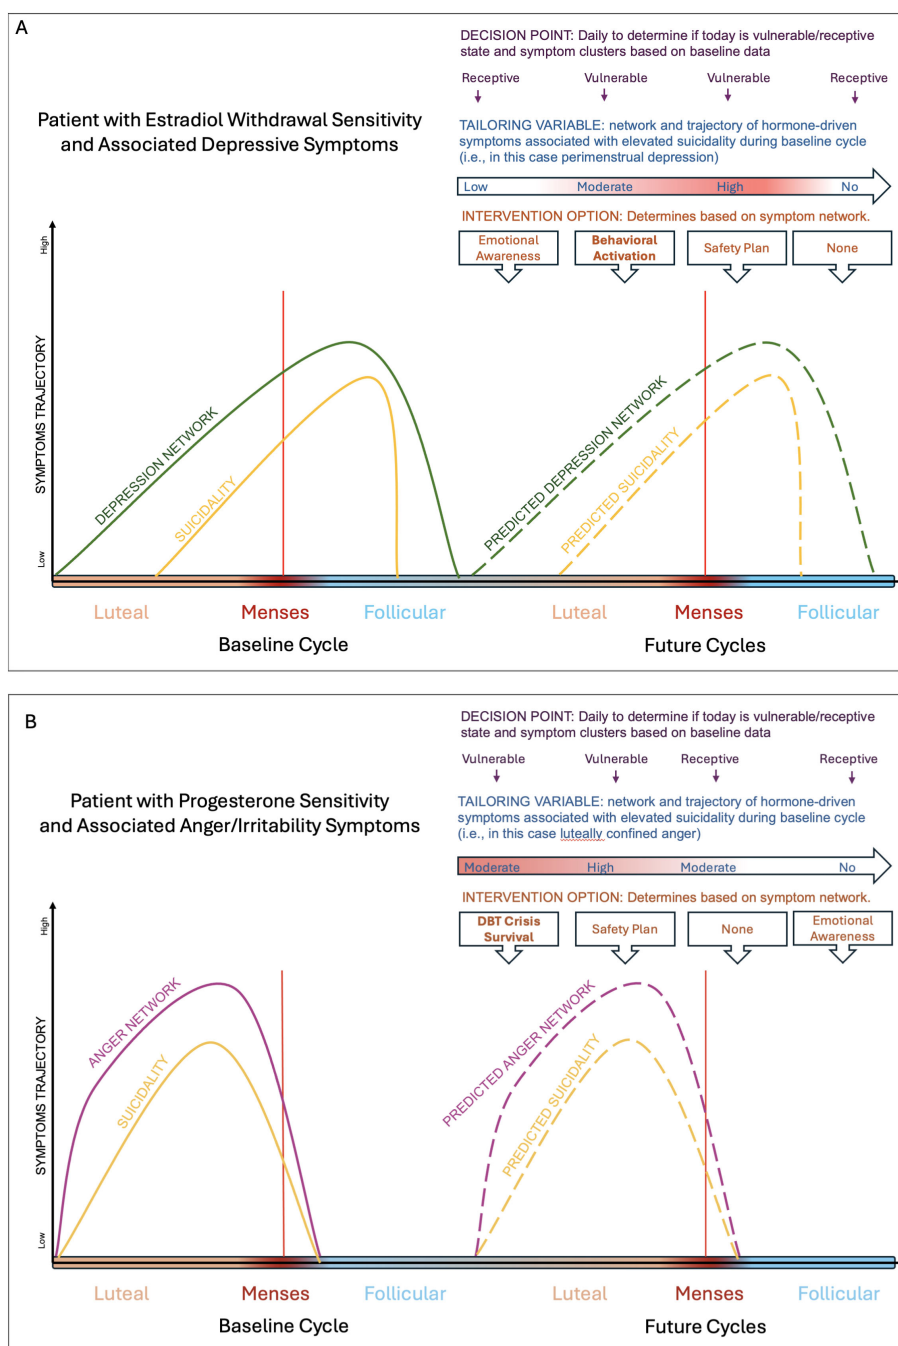 A
DECISION POINT: Daily to determine if today is vulnerable/receptive
state and symptom clusters based on baseline data
Receptive Vulnerable Vulnerable Receptive
Patient with Estradiol Withdrawal Sensitivity
and Associated Depressive Symptoms
TAILORING VARIABLE: network and trajectory of hormone-driven
symptoms associated with elevated suicidality during baseline cycle
(i.e., in this case perimenstrual depression)
Low Moderate High No
INTERVENTION OPTION: Determines based on symptom network.
Emotional
Awareness
Behavioral
Activation
Safety Plan
None
High
SYMPTOMS TRAJECTORY
Low
DEPRESSION NETWORK
SUICIDALITY
PREDICTED DEPRESSION NETWORK
PREDICTED SUICIDALITY
Luteal Menses Follicular Luteal Menses Follicular
Baseline Cycle Future Cycles
B
DECISION POINT: Daily to determine if today is vulnerable/receptive
state and symptom clusters based on baseline data
Vulnerable Vulnerable Receptive Receptive
Patient with Progesterone Sensitivity
and Associated Anger/Irritability Symptoms
TAILORING VARIABLE: network and trajectory of hormone-driven
symptoms associated with elevated suicidality during baseline cycle
(i.e., in this case luteally confined anger)
Moderate High Moderate No
INTERVENTION OPTION: Determines based on symptom network.
DBT Crisis
Survival
Safety Plan
None
Emotional
Awareness
High
SYMPTOMS TRAJECTORY
Low
ANGER NETWORK
SUICIDALITY
PREDICTED ANGER NETWORK
PREDICTED SUICIDALITY
Luteal Menses Follicular Luteal Menses Follicular
Baseline Cycle Future Cycles